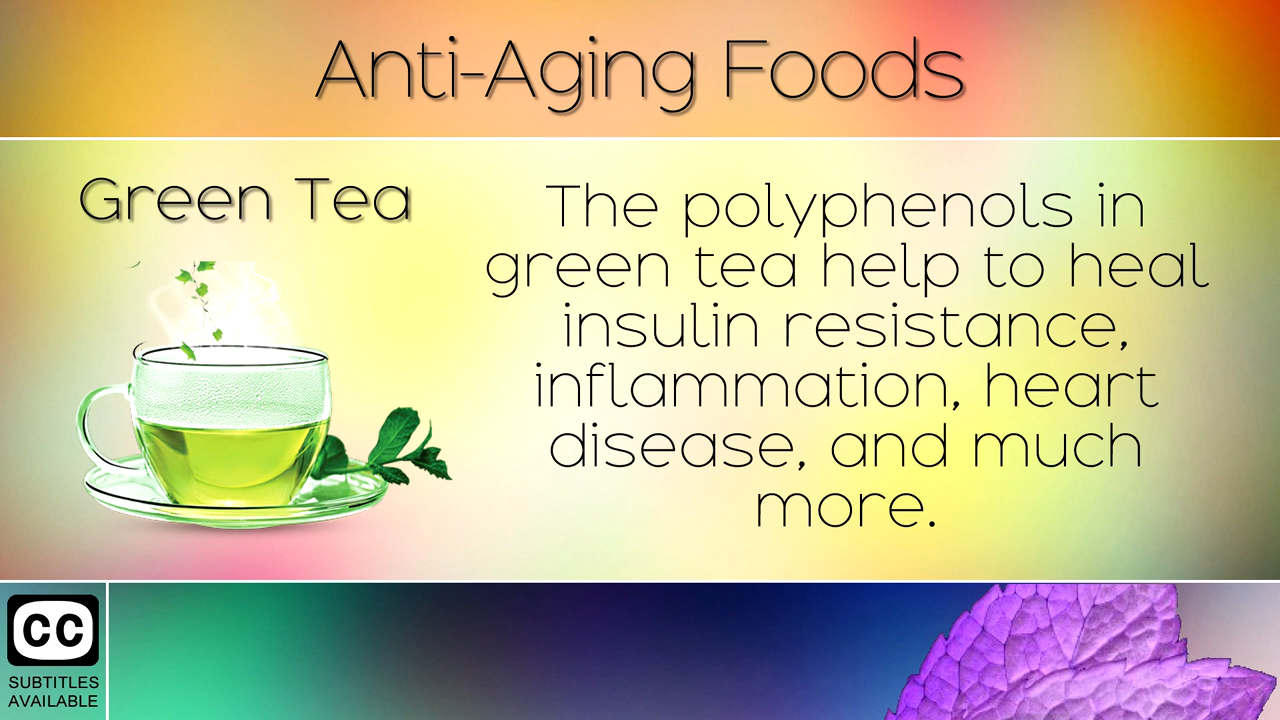 Anti-Aging Foods
Green Tea
The polyphenols in
green tea help to heal
insulin resistance,
inflammation, heart
disease, and much
more.
CC
SUBTITLES
AVAILABLE